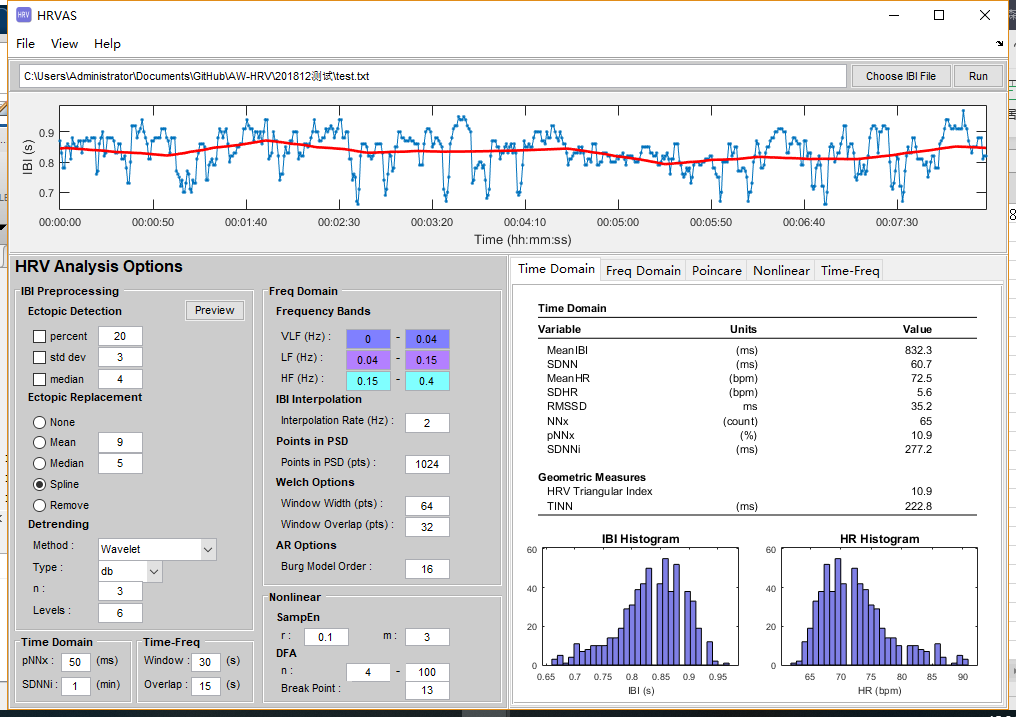 HRV HRVAS
File View Help
C:\Users\Administrator\Documents\GitHub\AW-HRV\201812测试\test.txt Choose IBI File Run
0.9
0.8
0.7
IBI (s)
00:00:00 00:00:50 00:01:40 00:02:30 00:03:20 00:04:10 00:05:00 00:05:50 00:06:40 00:07:30
Time (hh:mm:ss)
HRV Analysis Options
IBI Preprocessing
Ectopic Detection Preview
percent 20
std dev 3
median 4
Ectopic Replacement
None
Mean 9
Median 5
Spline
Remove
Detrending
Method : Wavelet
Type : db
n : 3
Levels : 6
Time Domain
pNNx : 50 (ms)
SDNNi : 1 (min)
Time-Freq
Window : 30 (s)
Overlap : 15 (s)
Freq Domain
Frequency Bands
VLF (Hz) : 0 - 0.04
LF (Hz) : 0.04 - 0.15
HF (Hz) : 0.15 - 0.4
IBI Interpolation
Interpolation Rate (Hz) : 2
Points in PSD
Points in PSD (pts) : 1024
Welch Options
Window Width (pts) : 64
Window Overlap (pts) : 32
AR Options
Burg Model Order : 16
Nonlinear
SampEn
r : 0.1 m : 3
DFA
n : 4 - 100
Break Point : 13
Time Domain Freq Domain Poincare Nonlinear Time-Freq
Time Domain
Variable Units Value
MeanIBI (ms) 832.3
SDNN (ms) 60.7
MeanHR (bpm) 72.5
SDHR (bpm) 5.6
RMSSD ms 35.2
NNx (count) 65
pNNx (%) 10.9
SDNNi (ms) 277.2
Geometric Measures
HRV Triangular Index 10.9
TINN (ms) 222.8
IBI Histogram
60
40
20
0
0.65 0.7 0.75 0.8 0.85 0.9 0.95
IBI (s)
HR Histogram
60
40
20
0
65 70 75 80 85 90
HR (bpm)